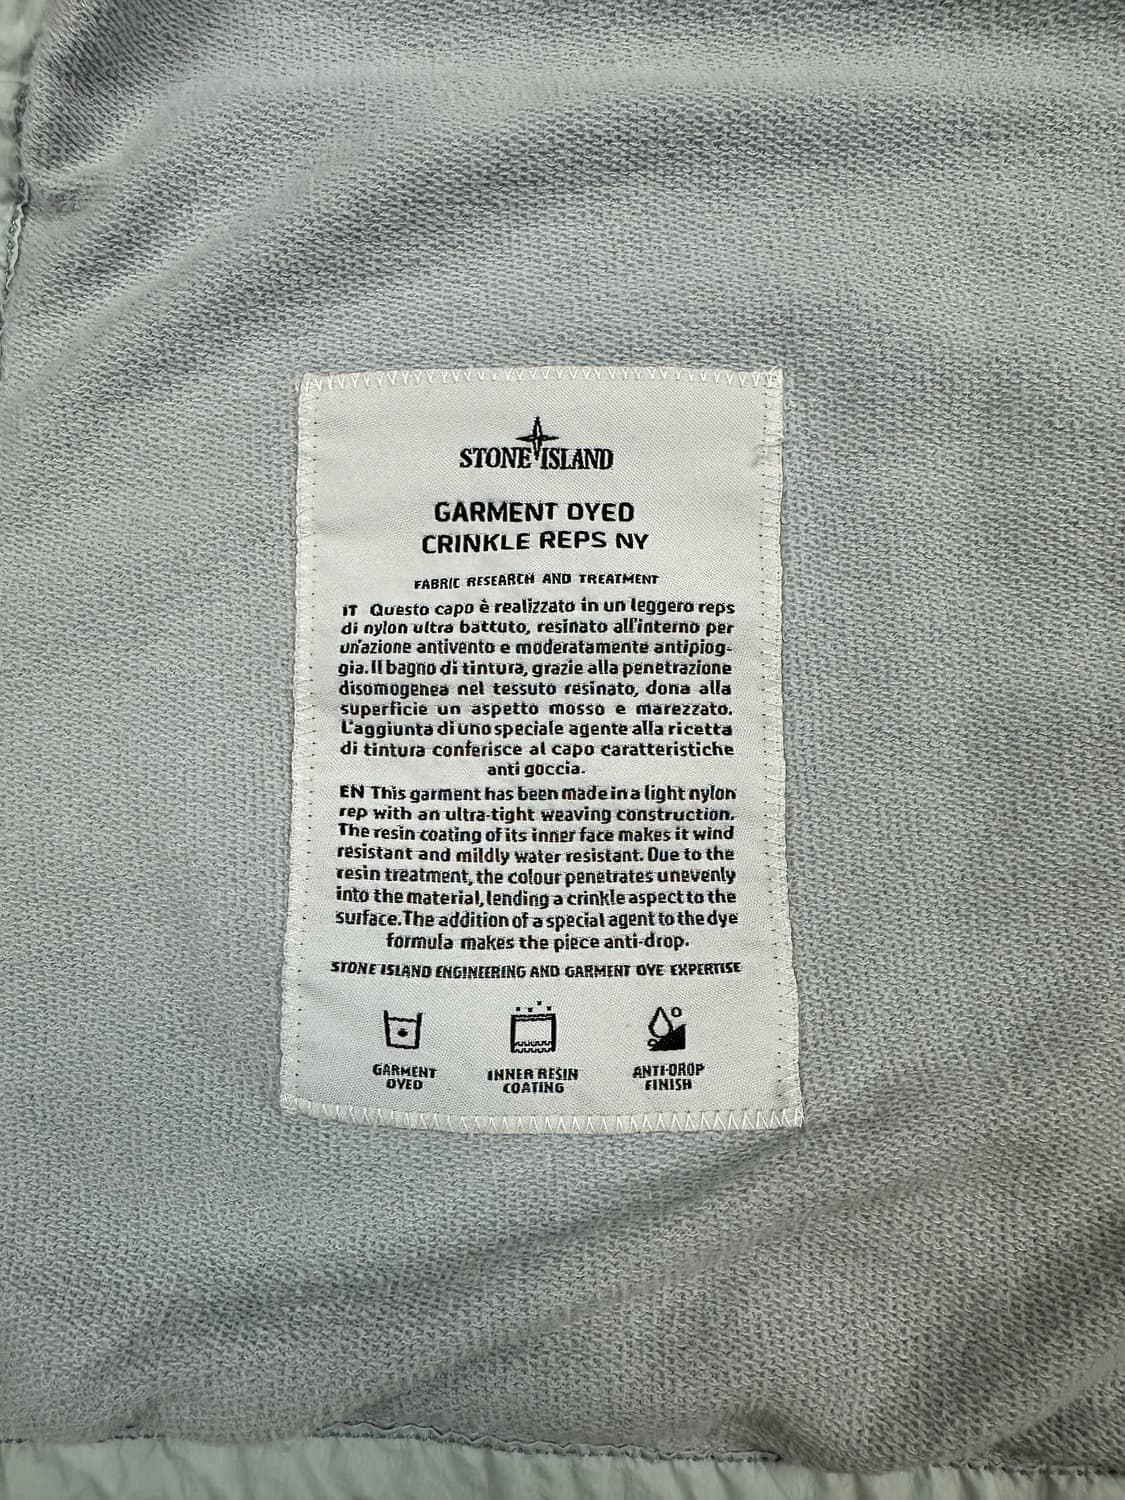 STONE ISLAND
GARMENT DYED
CRINKLE REPS NY
FABRIC RESEARCH AND TREATMENT
IT Questo capo è realizzato in un leggero reps
di nylon ultra battuto, resinato all'interno per
un'azione antivento e moderatamente antipiog-
gia. Il bagno di tintura, grazie alla penetrazione
disomogenea nel tessuto resinato, dona alla
superficie un aspetto mosso e marezzato.
L'aggiunta di uno speciale agente alla ricetta
di tintura conferisce al capo caratteristiche
anti goccia.
EN This garment has been made in a light nylon
rep with an ultra-tight weaving construction.
The resin coating of its inner face makes it wind
resistant and mildly water resistant. Due to the
resin treatment, the colour penetrates unevenly
into the material, lending a crinkle aspect to the
surface. The addition of a special agent to the dye
formula makes the piece anti-drop.
STONE ISLAND ENGINEERING AND GARMENT DYE EXPERTISE
GARMENT
DYED
INNER RESIN
COATING
ANTI-DROP
FINISH